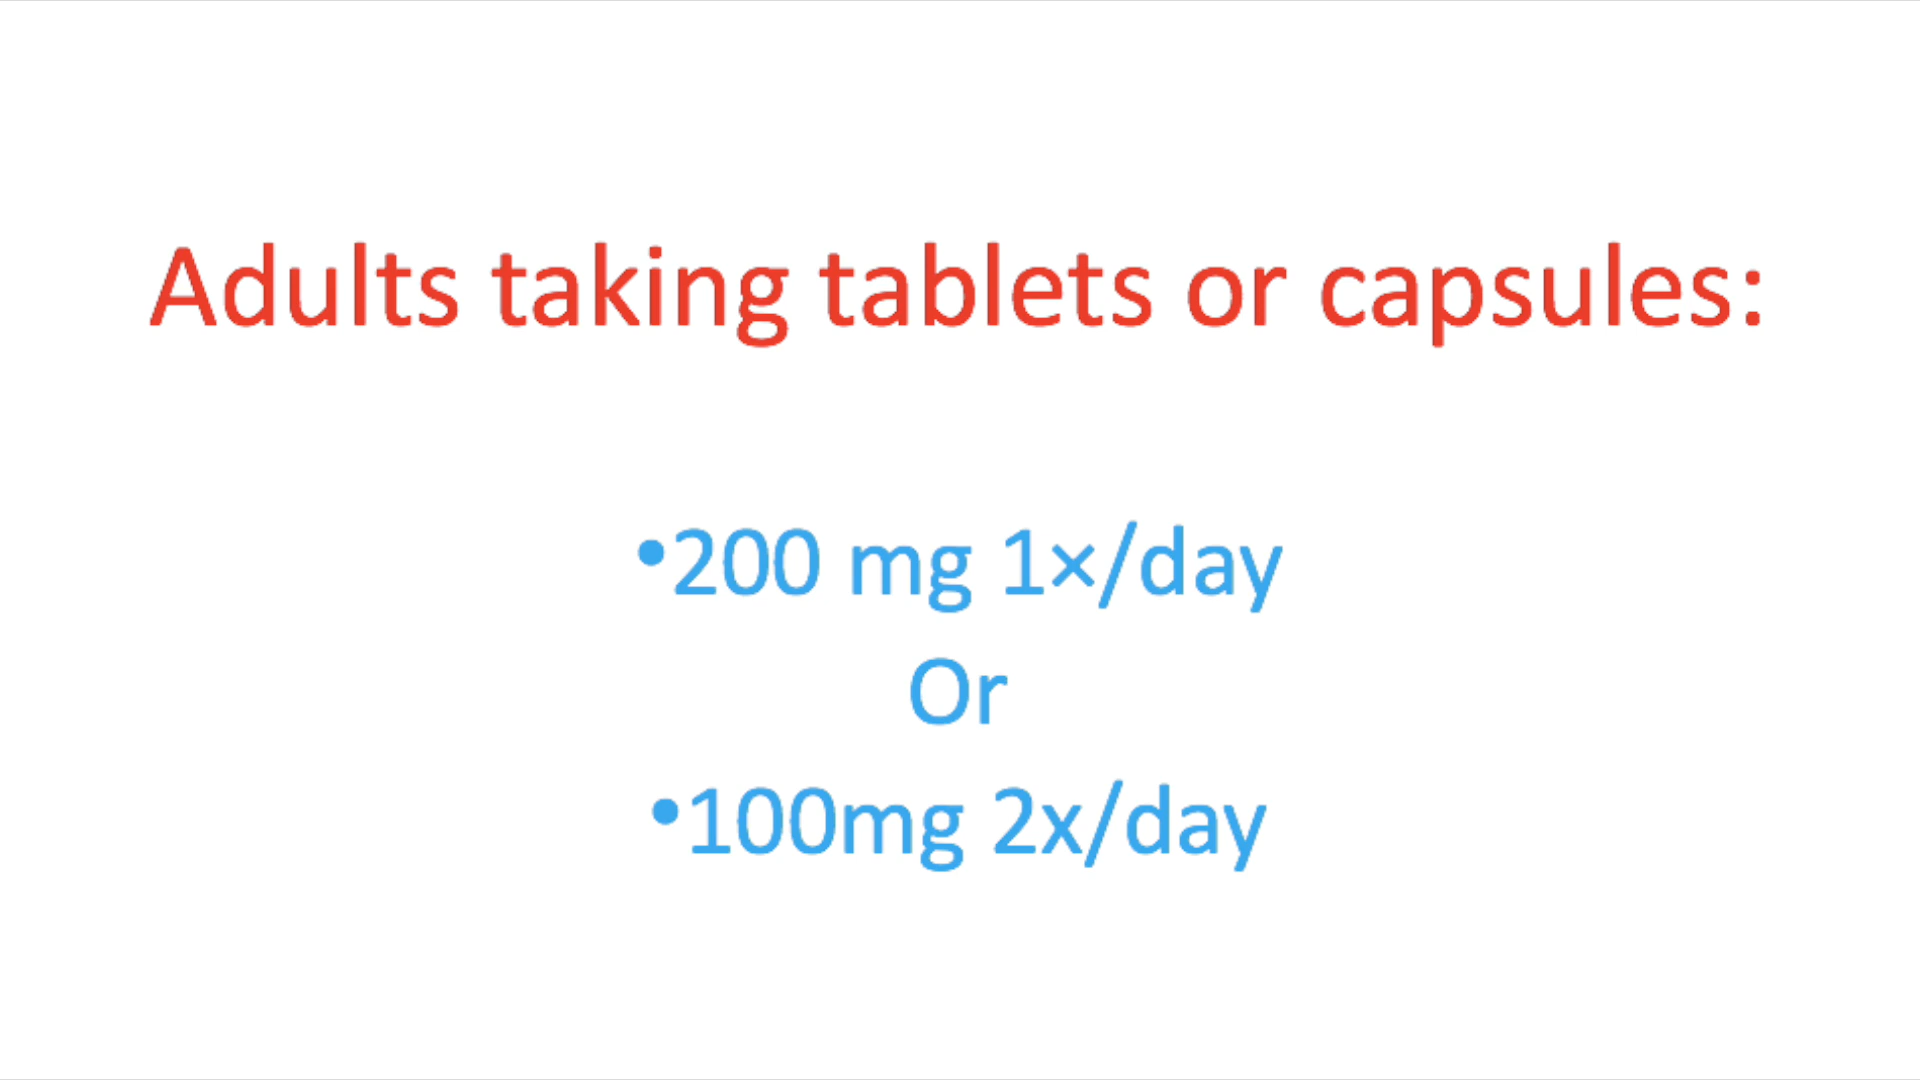 Adults taking tablets or capsules:
•200 mg 1×/day
Or
•100mg 2x/day